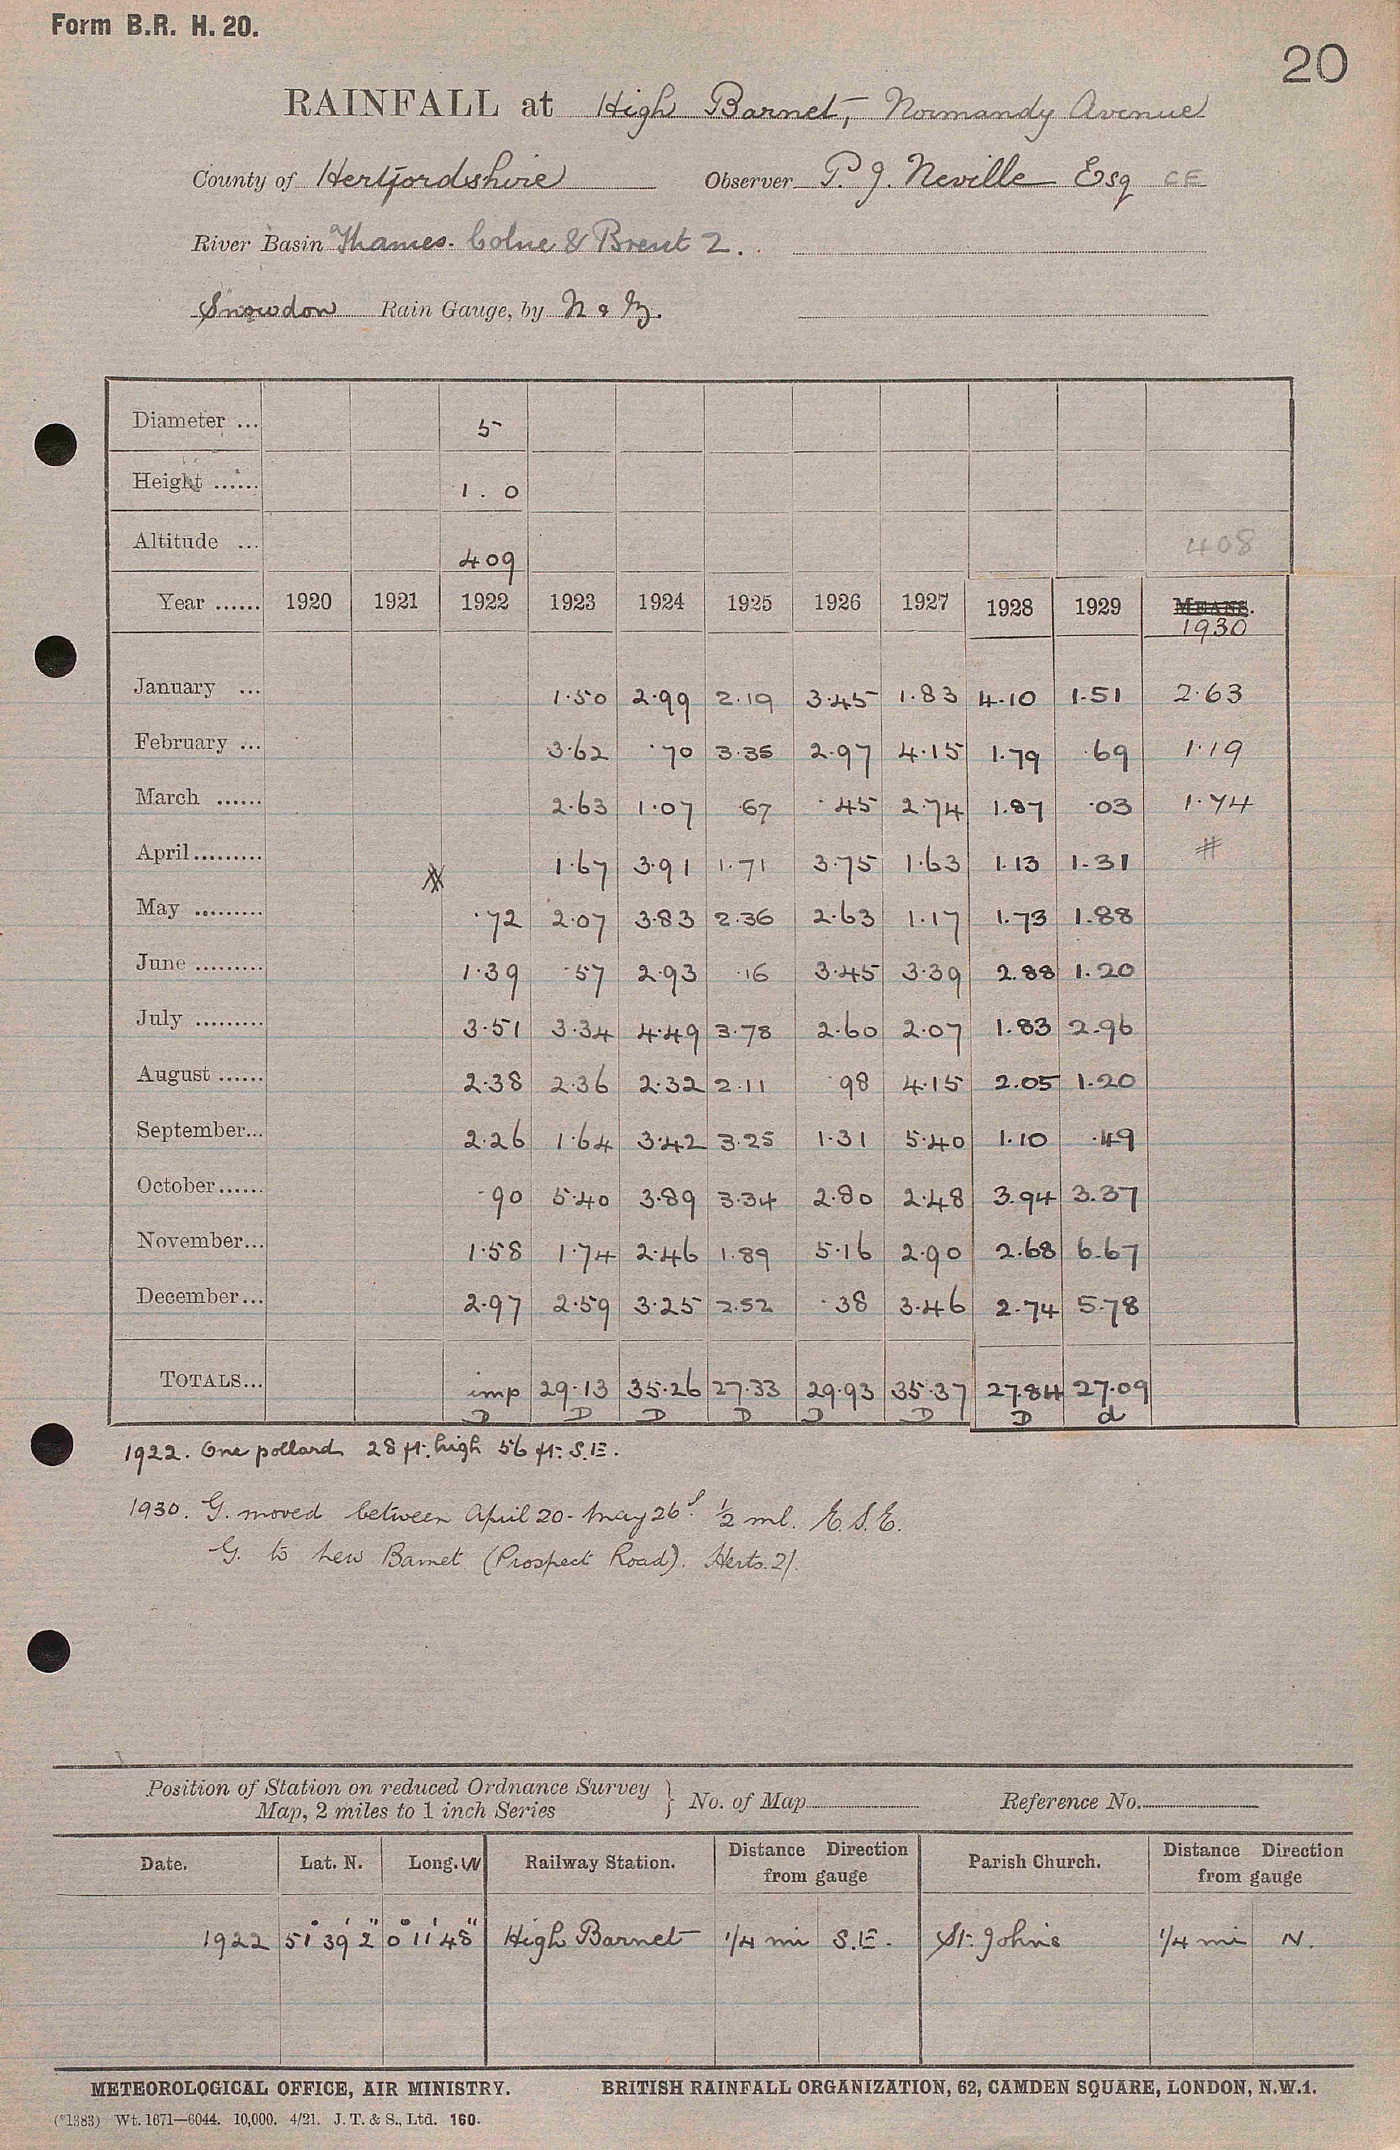 Form B.R. H. 20.
20
RAINFALL at High Barnet, Normandy Avenue
County of Hertfordshire Observer P. J. Neville Esq CE
River Basin Thames. Colne & Brent 2.
Snowdon Rain Gauge, by N & Z.
Diameter ... 5
Height ...... 1 . 0
Altitude ... 409 408
Year ...... 1920 1921 1922 1923 1924 1925 1926 1927 1928 1929 MEANS.
1930
January ... 1.50 2.99 2.19 3.45 1.83 4.10 1.51 2.63
February ... 3.62 .70 3.35 2.97 4.15 1.79 .69 1.19
March ...... 2.63 1.07 .67 .45 2.74 1.87 .03 1.74
April......... 1.67 3.91 1.71 3.75 1.63 1.13 1.31 #
May ......... .72 2.07 3.83 2.36 2.63 1.17 1.73 1.88
June ......... 1.39 .57 2.93 .16 3.45 3.39 2.88 1.20
July ......... 3.51 3.34 4.49 3.78 2.60 2.07 1.83 2.96
August ...... 2.38 2.36 2.32 2.11 .98 4.15 2.05 1.20
September... 2.26 1.64 3.42 3.25 1.31 5.40 1.10 .49
October...... .90 5.40 3.89 3.34 2.80 2.48 3.94 3.37
November... 1.58 1.74 2.46 1.89 5.16 2.90 2.68 6.67
December... 2.97 2.59 3.25 2.52 .38 3.46 2.74 5.78
TOTALS... imp 29.13 35.26 27.33 29.93 35.37 27.84 27.09
D D D D D D D d
1922. One pollard 28 ft. high 56 ft. S.E.
1930. G. moved between April 20 - May 26 1/2 ml. E.S.E.
G. to New Barnet (Prospect Road). Herts. 21.
Position of Station on reduced Ordnance Survey
Map, 2 miles to 1 inch Series } No. of Map Reference No.
Date. Lat. N. Long. W Railway Station. Distance Direction from gauge Parish Church. Distance Direction from gauge
1922 51° 39' 2" 0° 11' 48" High Barnet 1/4 mi S.E. St. John's 1/4 mi N.
METEOROLOGICAL OFFICE, AIR MINISTRY. BRITISH RAINFALL ORGANIZATION, 62, CAMDEN SQUARE, LONDON, N.W.1.
(*1383) Wt. 1671—6044. 10,000. 4/21. J. T. & S., Ltd. 160.